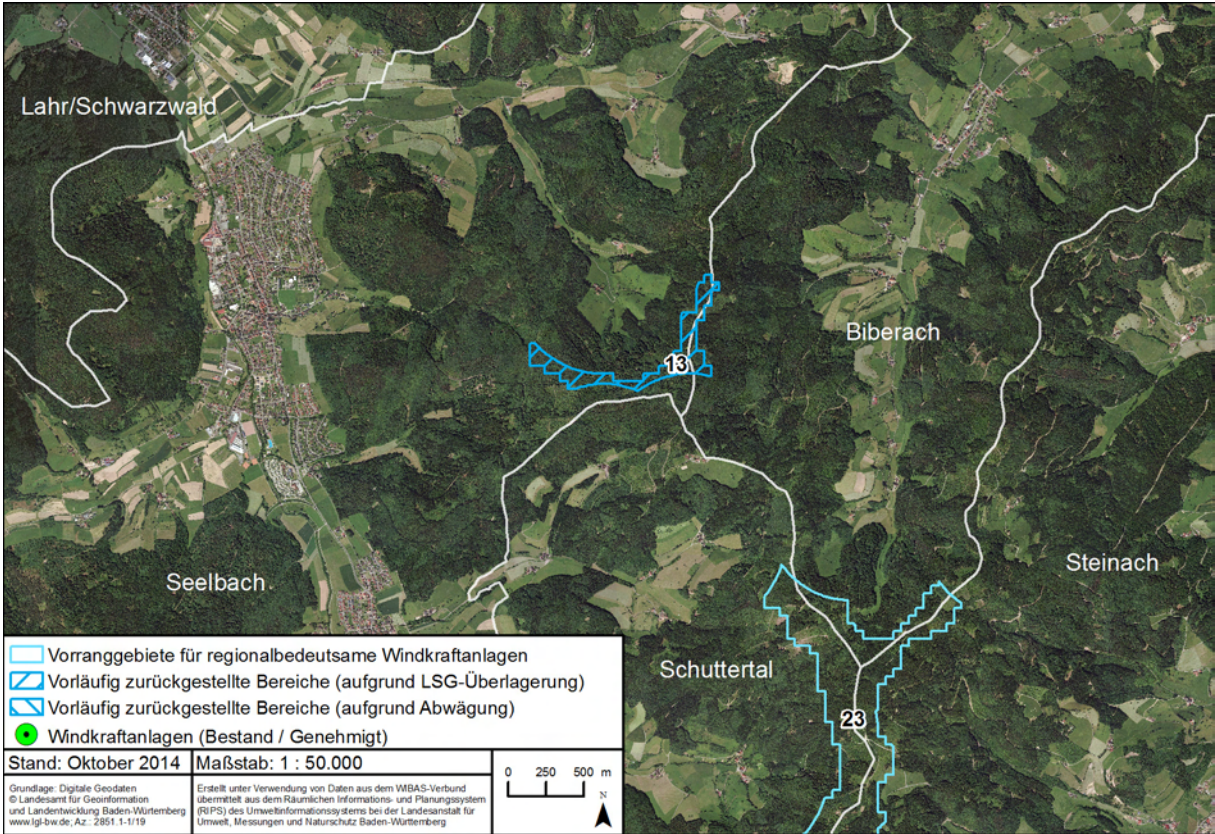 Lahr/Schwarzwald
Biberach
13
Steinach
Seelbach
Schuttertal
23
Vorranggebiete für regionalbedeutsame Windkraftanlagen
Vorläufig zurückgestellte Bereiche (aufgrund LSG-Überlagerung)
Vorläufig zurückgestellte Bereiche (aufgrund Abwägung)
Windkraftanlagen (Bestand / Genehmigt)
Stand: Oktober 2014
Maßstab: 1 : 50.000
0 250 500 m
N
Grundlage: Digitale Geodaten
© Landesamt für Geoinformation
und Landentwicklung Baden-Würtemberg
www.lgl-bw.de; Az.: 2851.1-1/19
Erstellt unter Verwendung von Daten aus dem WIBAS-Verbund
übermittelt aus dem Räumlichen Informations- und Planungssystem
(RIPS) des Umweltinformationssystems bei der Landesanstalt für
Umwelt, Messungen und Naturschutz Baden-Württemberg